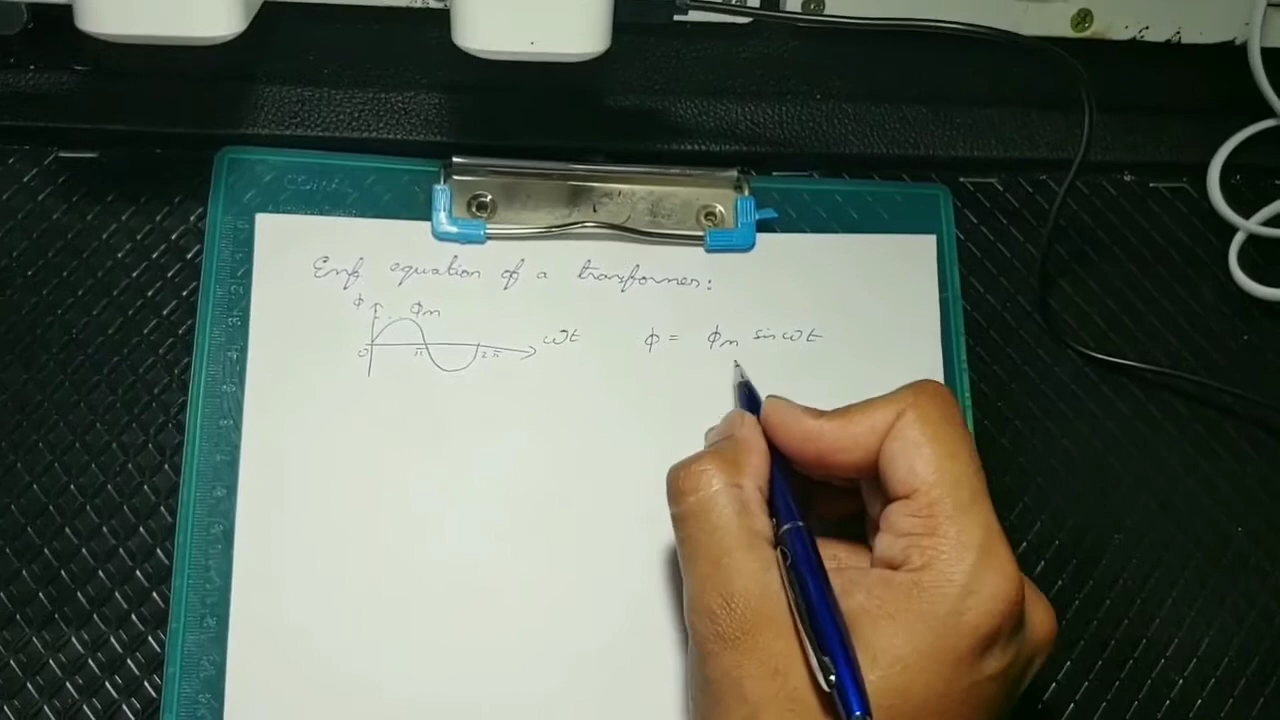 Emf equation of a transformer:
ϕ ϕm
0 π 2π ωt
ϕ = ϕm sin ωt